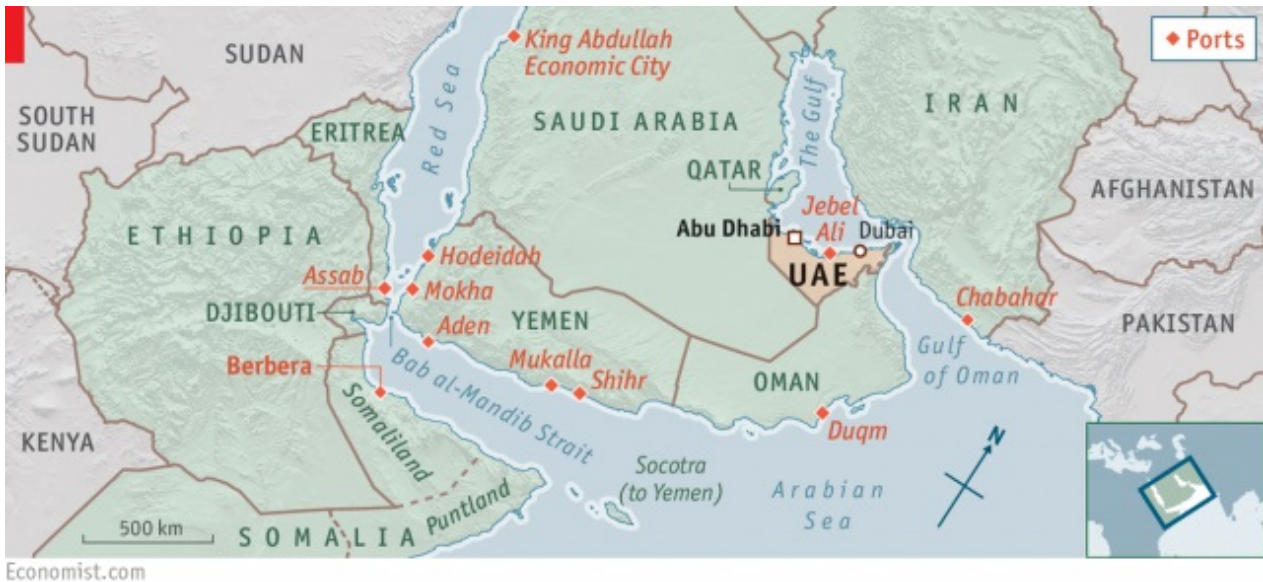 Ports
King Abdullah
Economic City
SUDAN
SOUTH
SUDAN
ERITREA
Red Sea
SAUDI ARABIA
The Gulf
IRAN
QATAR
AFGHANISTAN
ETHIOPIA
Abu Dhabi
Jebel
Ali
Dubai
UAE
Hodeidah
Assab
Mokha
DJIBOUTI
Aden
YEMEN
Chabahar
PAKISTAN
Berbera
Bab al-Mandib Strait
Mukalla
Shihr
OMAN
Gulf
of Oman
Duqm
KENYA
Somaliland
Puntland
Socotra
(to Yemen)
Arabian
Sea
N
500 km
SOMALIA
Economist.com